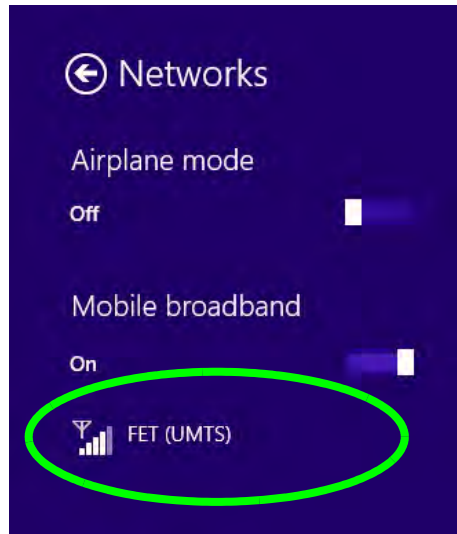 Networks
Airplane mode
Off
Mobile broadband
On
FET (UMTS)